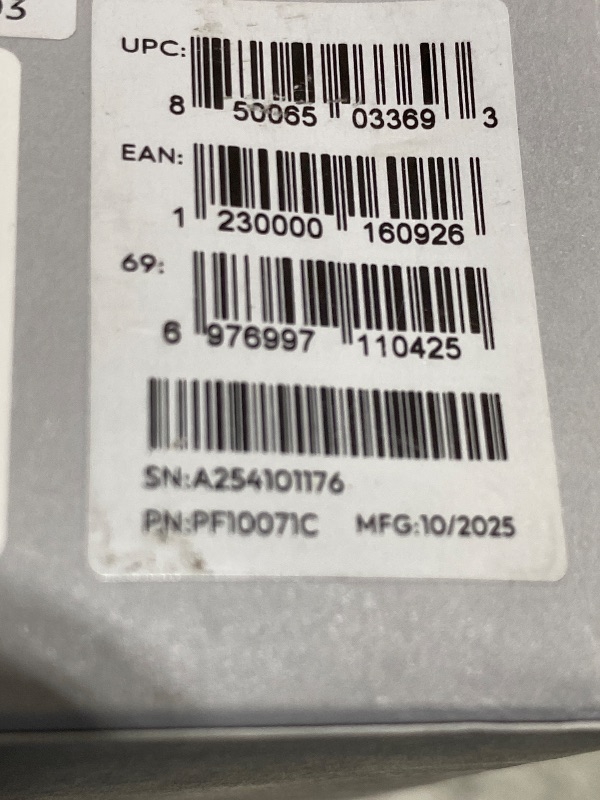 03
UPC:
8 50065 03369 3
EAN:
1 230000 160926
69:
6 976997 110425
SN:A254101176
PN:PF10071C MFG:10/2025